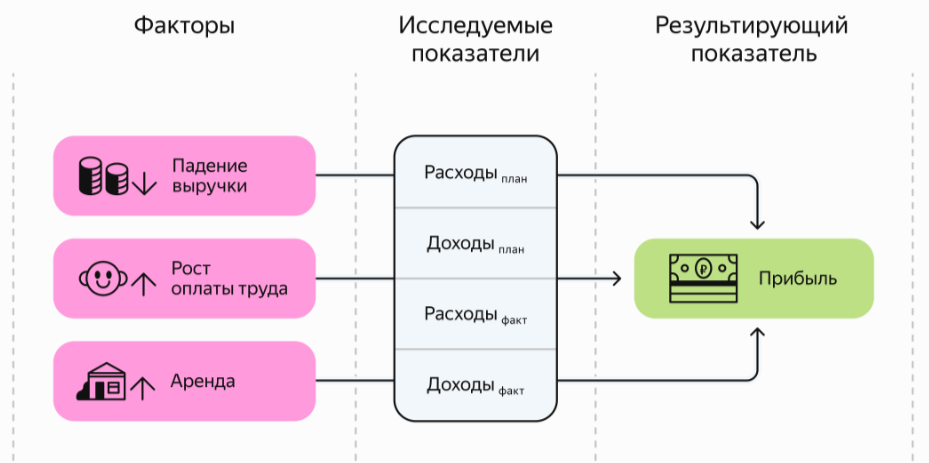 Факторы
Исследуемые
показатели
Результирующий
показатель
Падение
выручки
Рост
оплаты труда
Аренда
Расходы план
Доходы план
Расходы факт
Доходы факт
₽
Прибыль